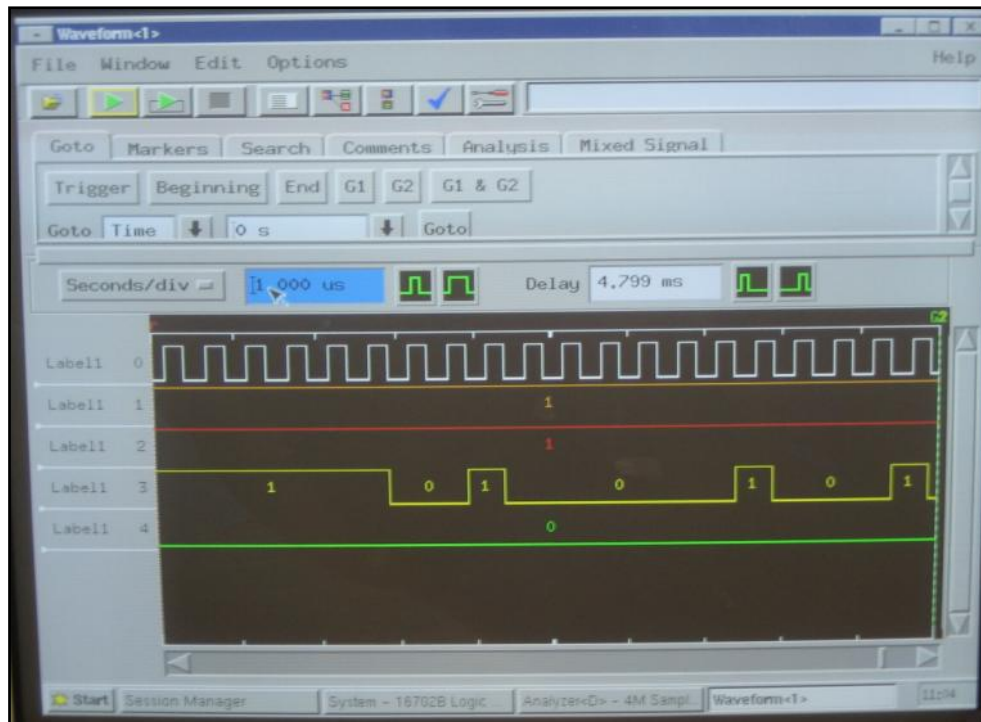 Waveform<1>
File Window Edit Options Help
Goto Markers Search Comments Analysis Mixed Signal
Trigger Beginning End G1 G2 G1 & G2
Goto Time 0 s Goto
Seconds/div 1.000 us Delay 4.799 ms
G2
Label1 0
Label1 1 1
Label1 2 1
Label1 3 1 0 1 0 1 0 1
Label1 4 0
Start Session Manager System - 16702B Logic Analyzer<D> - 4M Sampl Waveform<1> 11:04